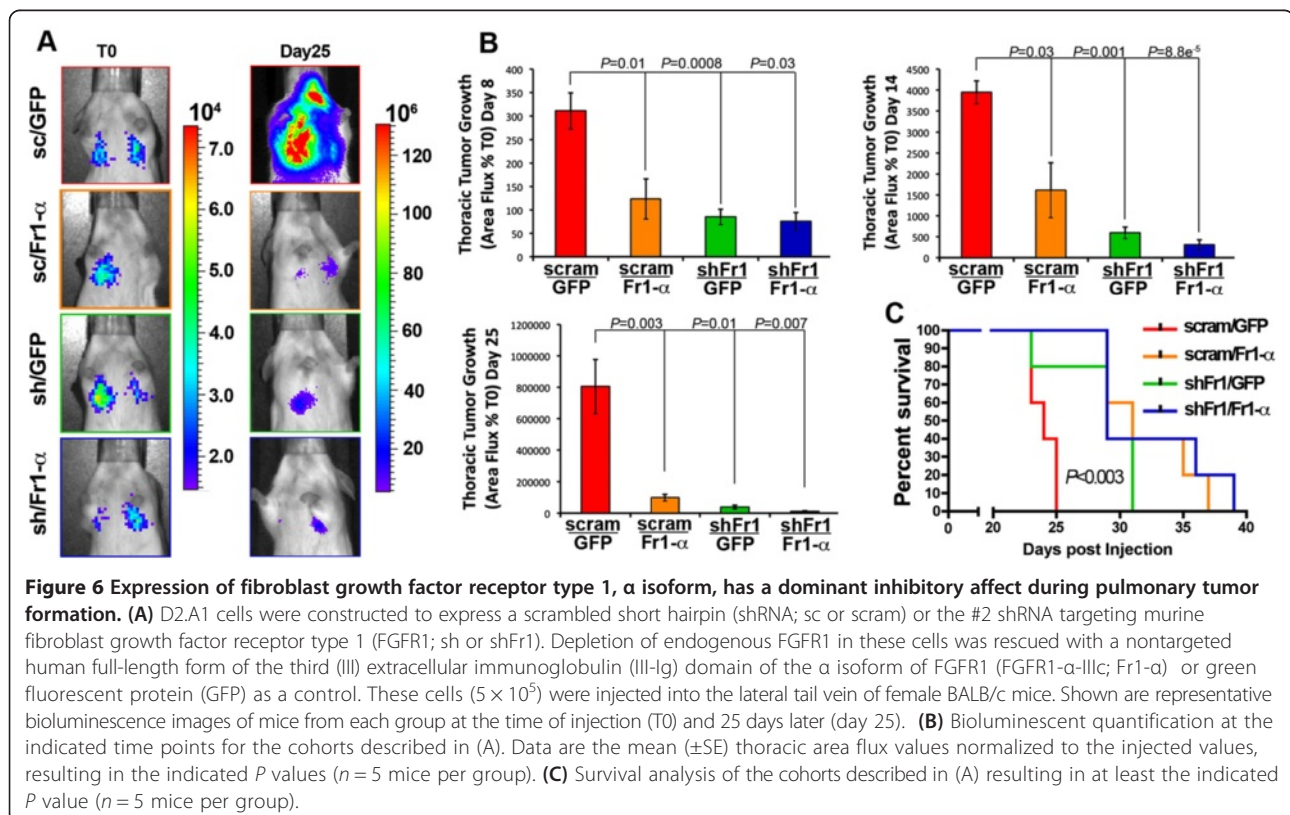 A
T0
Day25
sc/GFP
sc/Fr1-α
sh/GFP
sh/Fr1-α
10⁴
7.0
6.0
5.0
4.0
3.0
2.0
10⁶
120
100
80
60
40
20
B
Thoracic Tumor Growth
(Area Flux % T0) Day 8
400
350
300
250
200
150
100
50
0
P=0.01 P=0.0008 P=0.03
scram/GFP scram/Fr1-α shFr1/GFP shFr1/Fr1-α
Thoracic Tumor Growth
(Area Flux % T0) Day 14
4500
4000
3500
3000
2500
2000
1500
1000
500
0
P=0.03 P=0.001 P=8.8e⁻⁵
scram/GFP scram/Fr1-α shFr1/GFP shFr1/Fr1-α
Thoracic Tumor Growth
(Area Flux % T0) Day 25
1200000
1000000
800000
600000
400000
200000
0
P=0.003 P=0.01 P=0.007
scram/GFP scram/Fr1-α shFr1/GFP shFr1/Fr1-α
C
Percent survival
100
90
80
70
60
50
40
30
20
10
0
scram/GFP
scram/Fr1-α
shFr1/GFP
shFr1/Fr1-α
P<0.003
0 20 25 30 35 40
Days post Injection
Figure 6 Expression of fibroblast growth factor receptor type 1, α isoform, has a dominant inhibitory affect during pulmonary tumor
formation. (A) D2.A1 cells were constructed to express a scrambled short hairpin (shRNA; sc or scram) or the #2 shRNA targeting murine
fibroblast growth factor receptor type 1 (FGFR1; sh or shFr1). Depletion of endogenous FGFR1 in these cells was rescued with a nontargeted
human full-length form of the third (III) extracellular immunoglobulin (III-Ig) domain of the α isoform of FGFR1 (FGFR1-α-IIIc; Fr1-α) or green
fluorescent protein (GFP) as a control. These cells (5 × 10⁵) were injected into the lateral tail vein of female BALB/c mice. Shown are representative
bioluminescence images of mice from each group at the time of injection (T0) and 25 days later (day 25). (B) Bioluminescent quantification at the
indicated time points for the cohorts described in (A). Data are the mean (±SE) thoracic area flux values normalized to the injected values,
resulting in the indicated P values (n = 5 mice per group). (C) Survival analysis of the cohorts described in (A) resulting in at least the indicated
P value (n = 5 mice per group).